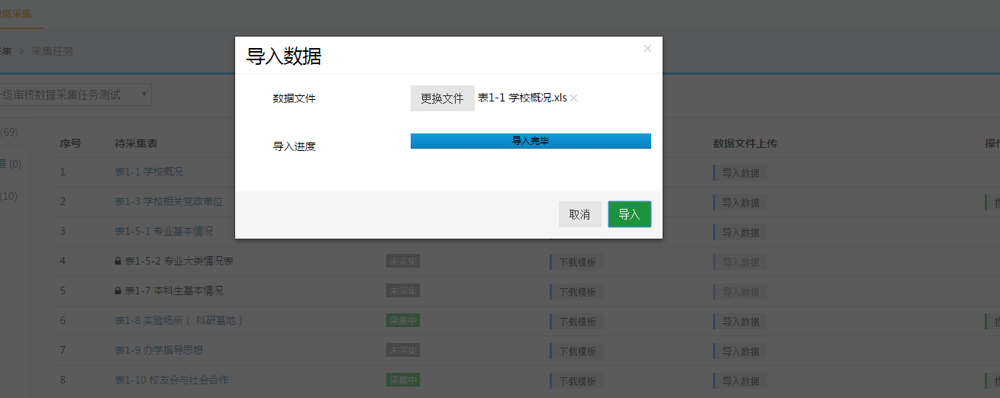 数据采集
采集 > 采集任务
级审核数据采集任务测试
导入数据 ×
数据文件 更换文件 表1-1 学校概况.xls ×
导入进度 导入完毕
取消 导入
(69)
据 (0)
(10)
序号 待采集表 数据文件上传 操作
1 表1-1 学校概况 导入数据
2 表1-3 学校相关党政单位 导入数据
3 表1-5-1 专业基本情况 导入数据
4 表1-5-2 专业大类情况表 未采集 下载模板 导入数据
5 表1-7 本科生基本情况 未采集 下载模板 导入数据
6 表1-8 实验场所（ 科研基地） 采集中 下载模板 导入数据
7 表1-9 办学指导思想 未采集 下载模板 导入数据
8 表1-10 校友会与社会合作 采集中 下载模板 导入数据